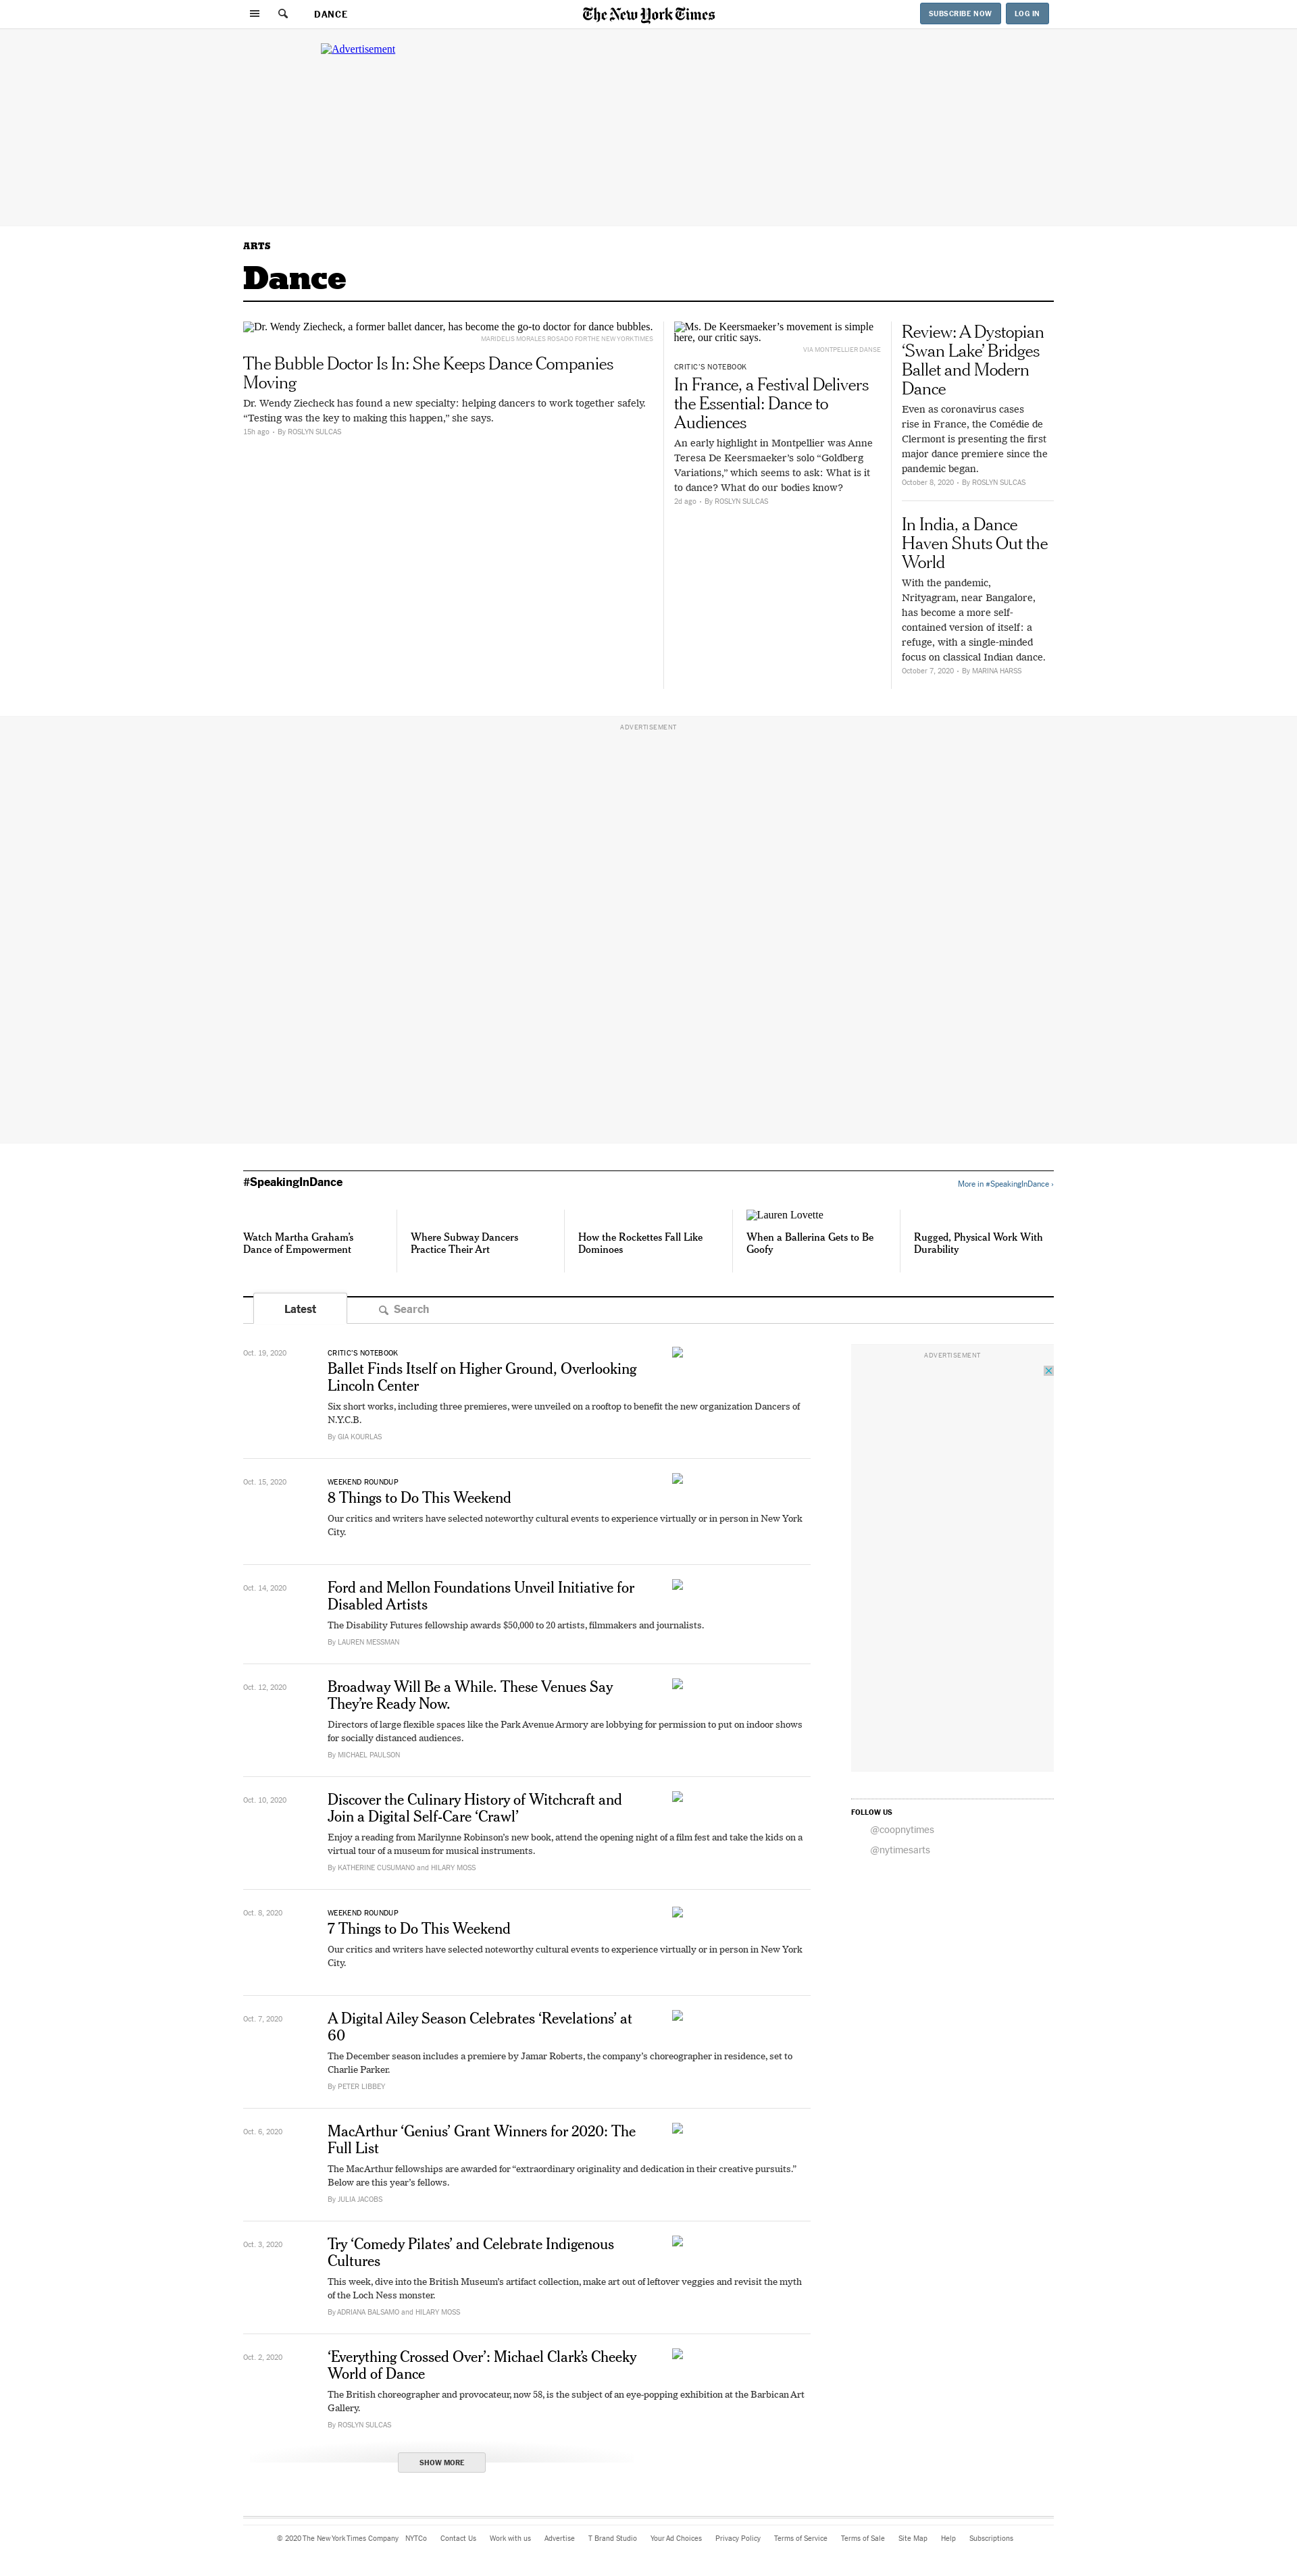 DANCE
The New York Times
SUBSCRIBE NOW
LOG IN
Advertisement
ARTS
Dance
Dr. Wendy Ziecheck, a former ballet dancer, has become the go-to doctor for dance bubbles.
MARIDELIS MORALES ROSADO FOR THE NEW YORK TIMES
The Bubble Doctor Is In: She Keeps Dance Companies
Moving
Dr. Wendy Ziecheck has found a new specialty: helping dancers to work together safely.
“Testing was the key to making this happen,” she says.
15h ago • By ROSLYN SULCAS
Ms. De Keersmaeker’s movement is simple
here, our critic says.
VIA MONTPELLIER DANSE
CRITIC’S NOTEBOOK
In France, a Festival Delivers
the Essential: Dance to
Audiences
An early highlight in Montpellier was Anne
Teresa De Keersmaeker’s solo “Goldberg
Variations,” which seems to ask: What is it
to dance? What do our bodies know?
2d ago • By ROSLYN SULCAS
Review: A Dystopian
‘Swan Lake’ Bridges
Ballet and Modern
Dance
Even as coronavirus cases
rise in France, the Comédie de
Clermont is presenting the first
major dance premiere since the
pandemic began.
October 8, 2020 • By ROSLYN SULCAS
In India, a Dance
Haven Shuts Out the
World
With the pandemic,
Nrityagram, near Bangalore,
has become a more self-
contained version of itself: a
refuge, with a single-minded
focus on classical Indian dance.
October 7, 2020 • By MARINA HARSS
ADVERTISEMENT
#SpeakingInDance
More in #SpeakingInDance ›
Watch Martha Graham’s
Dance of Empowerment
Where Subway Dancers
Practice Their Art
How the Rockettes Fall Like
Dominoes
Lauren Lovette
When a Ballerina Gets to Be
Goofy
Rugged, Physical Work With
Durability
Latest
Search
Oct. 19, 2020
CRITIC’S NOTEBOOK
Ballet Finds Itself on Higher Ground, Overlooking
Lincoln Center
Six short works, including three premieres, were unveiled on a rooftop to benefit the new organization Dancers of
N.Y.C.B.
By GIA KOURLAS
Oct. 15, 2020
WEEKEND ROUNDUP
8 Things to Do This Weekend
Our critics and writers have selected noteworthy cultural events to experience virtually or in person in New York
City.
Oct. 14, 2020
Ford and Mellon Foundations Unveil Initiative for
Disabled Artists
The Disability Futures fellowship awards $50,000 to 20 artists, filmmakers and journalists.
By LAUREN MESSMAN
Oct. 12, 2020
Broadway Will Be a While. These Venues Say
They’re Ready Now.
Directors of large flexible spaces like the Park Avenue Armory are lobbying for permission to put on indoor shows
for socially distanced audiences.
By MICHAEL PAULSON
Oct. 10, 2020
Discover the Culinary History of Witchcraft and
Join a Digital Self-Care ‘Crawl’
Enjoy a reading from Marilynne Robinson’s new book, attend the opening night of a film fest and take the kids on a
virtual tour of a museum for musical instruments.
By KATHERINE CUSUMANO and HILARY MOSS
Oct. 8, 2020
WEEKEND ROUNDUP
7 Things to Do This Weekend
Our critics and writers have selected noteworthy cultural events to experience virtually or in person in New York
City.
Oct. 7, 2020
A Digital Ailey Season Celebrates ‘Revelations’ at
60
The December season includes a premiere by Jamar Roberts, the company’s choreographer in residence, set to
Charlie Parker.
By PETER LIBBEY
Oct. 6, 2020
MacArthur ‘Genius’ Grant Winners for 2020: The
Full List
The MacArthur fellowships are awarded for “extraordinary originality and dedication in their creative pursuits.”
Below are this year’s fellows.
By JULIA JACOBS
Oct. 3, 2020
Try ‘Comedy Pilates’ and Celebrate Indigenous
Cultures
This week, dive into the British Museum’s artifact collection, make art out of leftover veggies and revisit the myth
of the Loch Ness monster.
By ADRIANA BALSAMO and HILARY MOSS
Oct. 2, 2020
‘Everything Crossed Over’: Michael Clark’s Cheeky
World of Dance
The British choreographer and provocateur, now 58, is the subject of an eye-popping exhibition at the Barbican Art
Gallery.
By ROSLYN SULCAS
SHOW MORE
ADVERTISEMENT
FOLLOW US
@coopnytimes
@nytimesarts
© 2020 The New York Times Company NYTCo Contact Us Work with us Advertise T Brand Studio Your Ad Choices Privacy Policy Terms of Service Terms of Sale Site Map Help Subscriptions